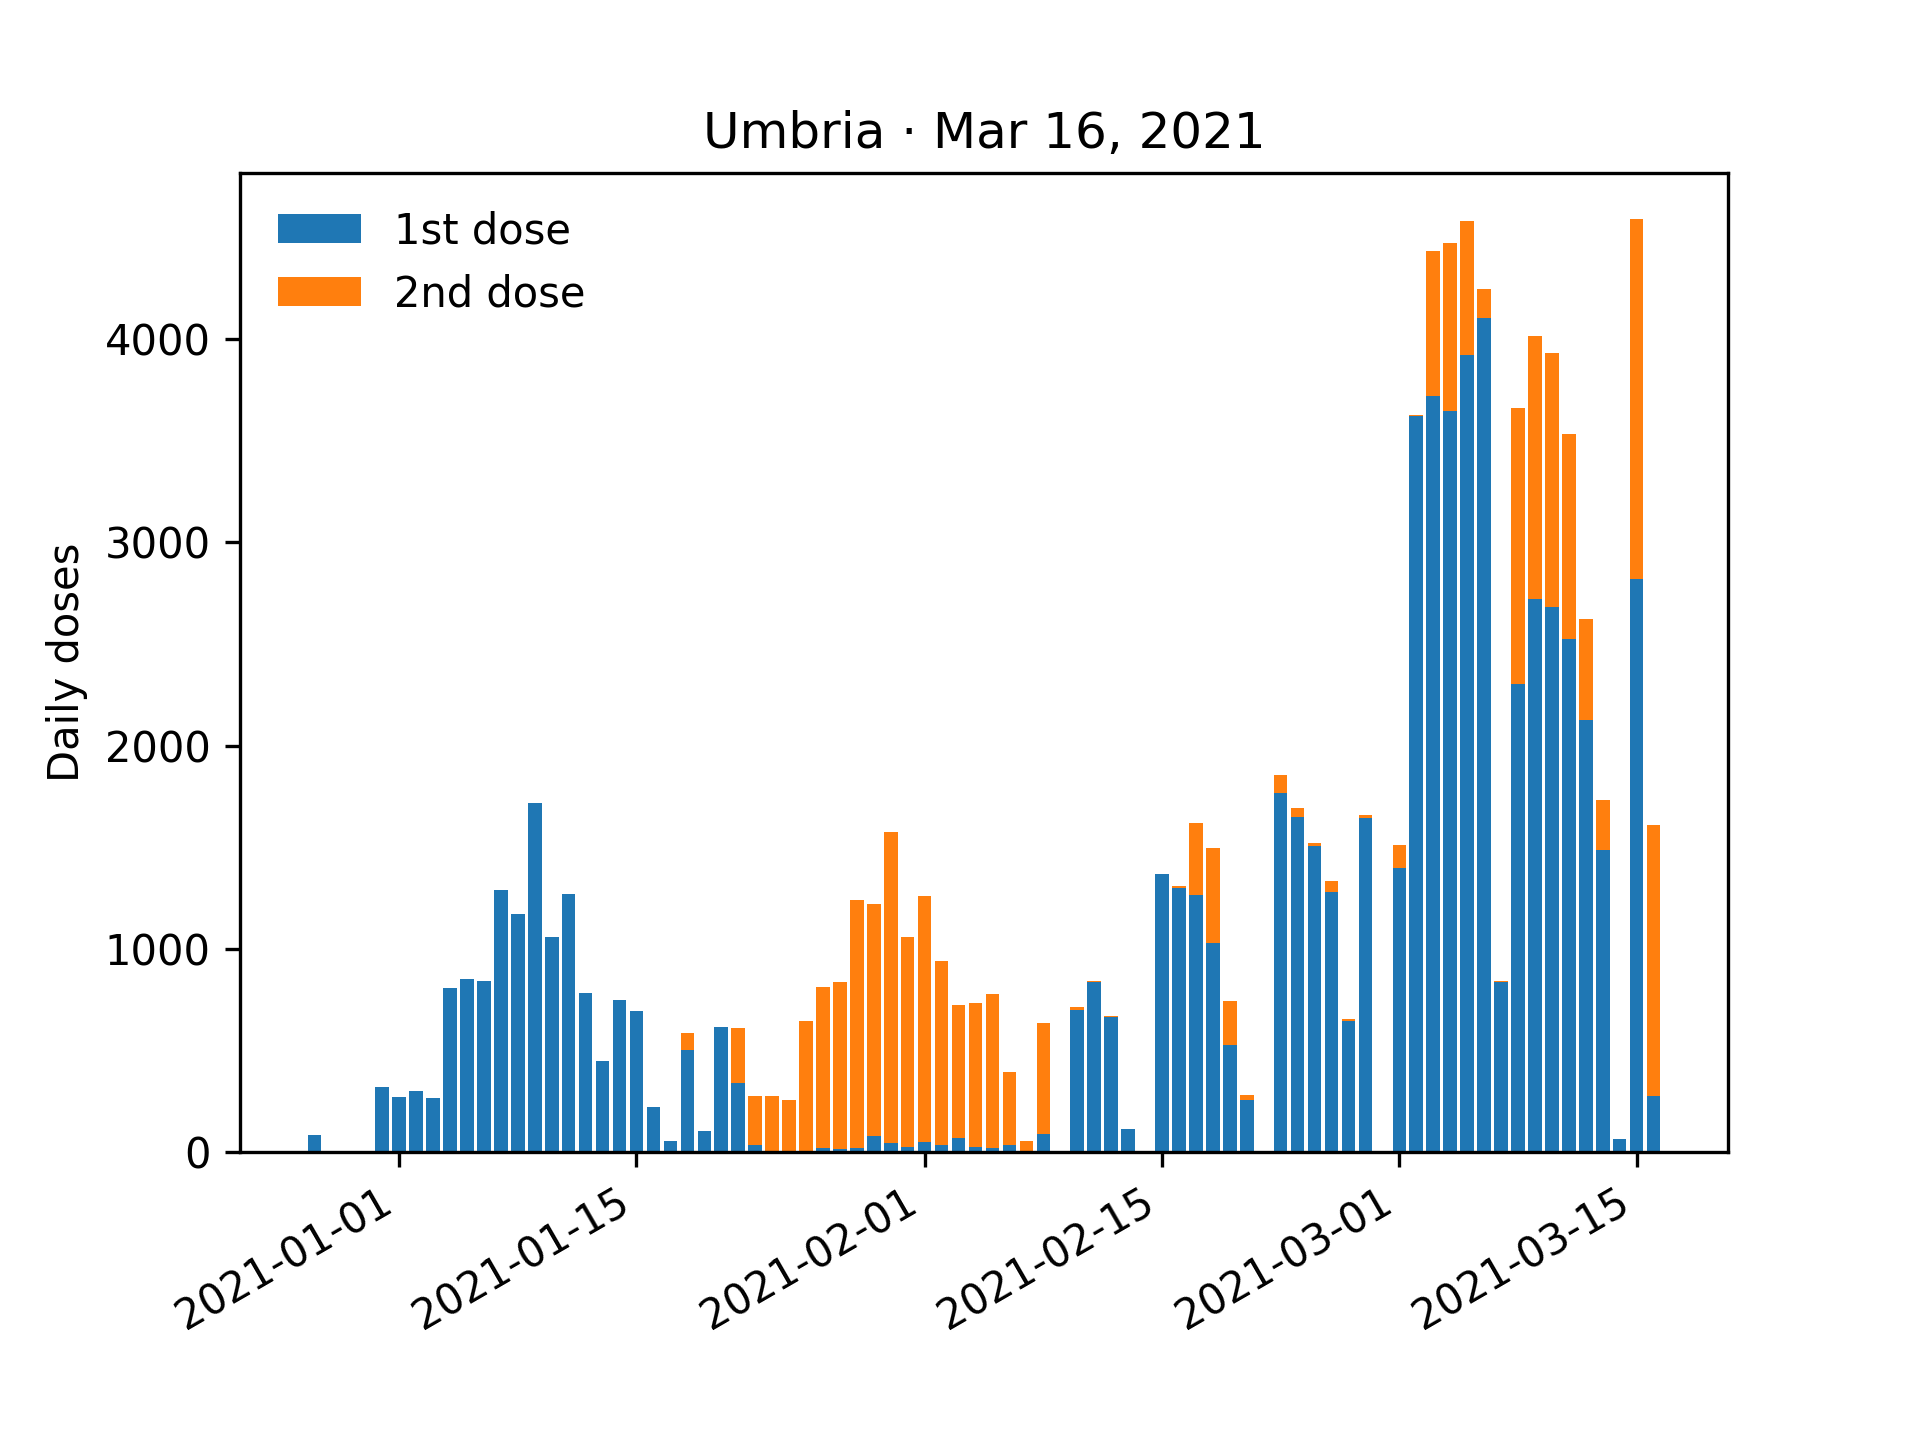 Umbria · Mar 16, 2021
1st dose
2nd dose
Daily doses
4000
3000
2000
1000
0
2021-01-01
2021-01-15
2021-02-01
2021-02-15
2021-03-01
2021-03-15